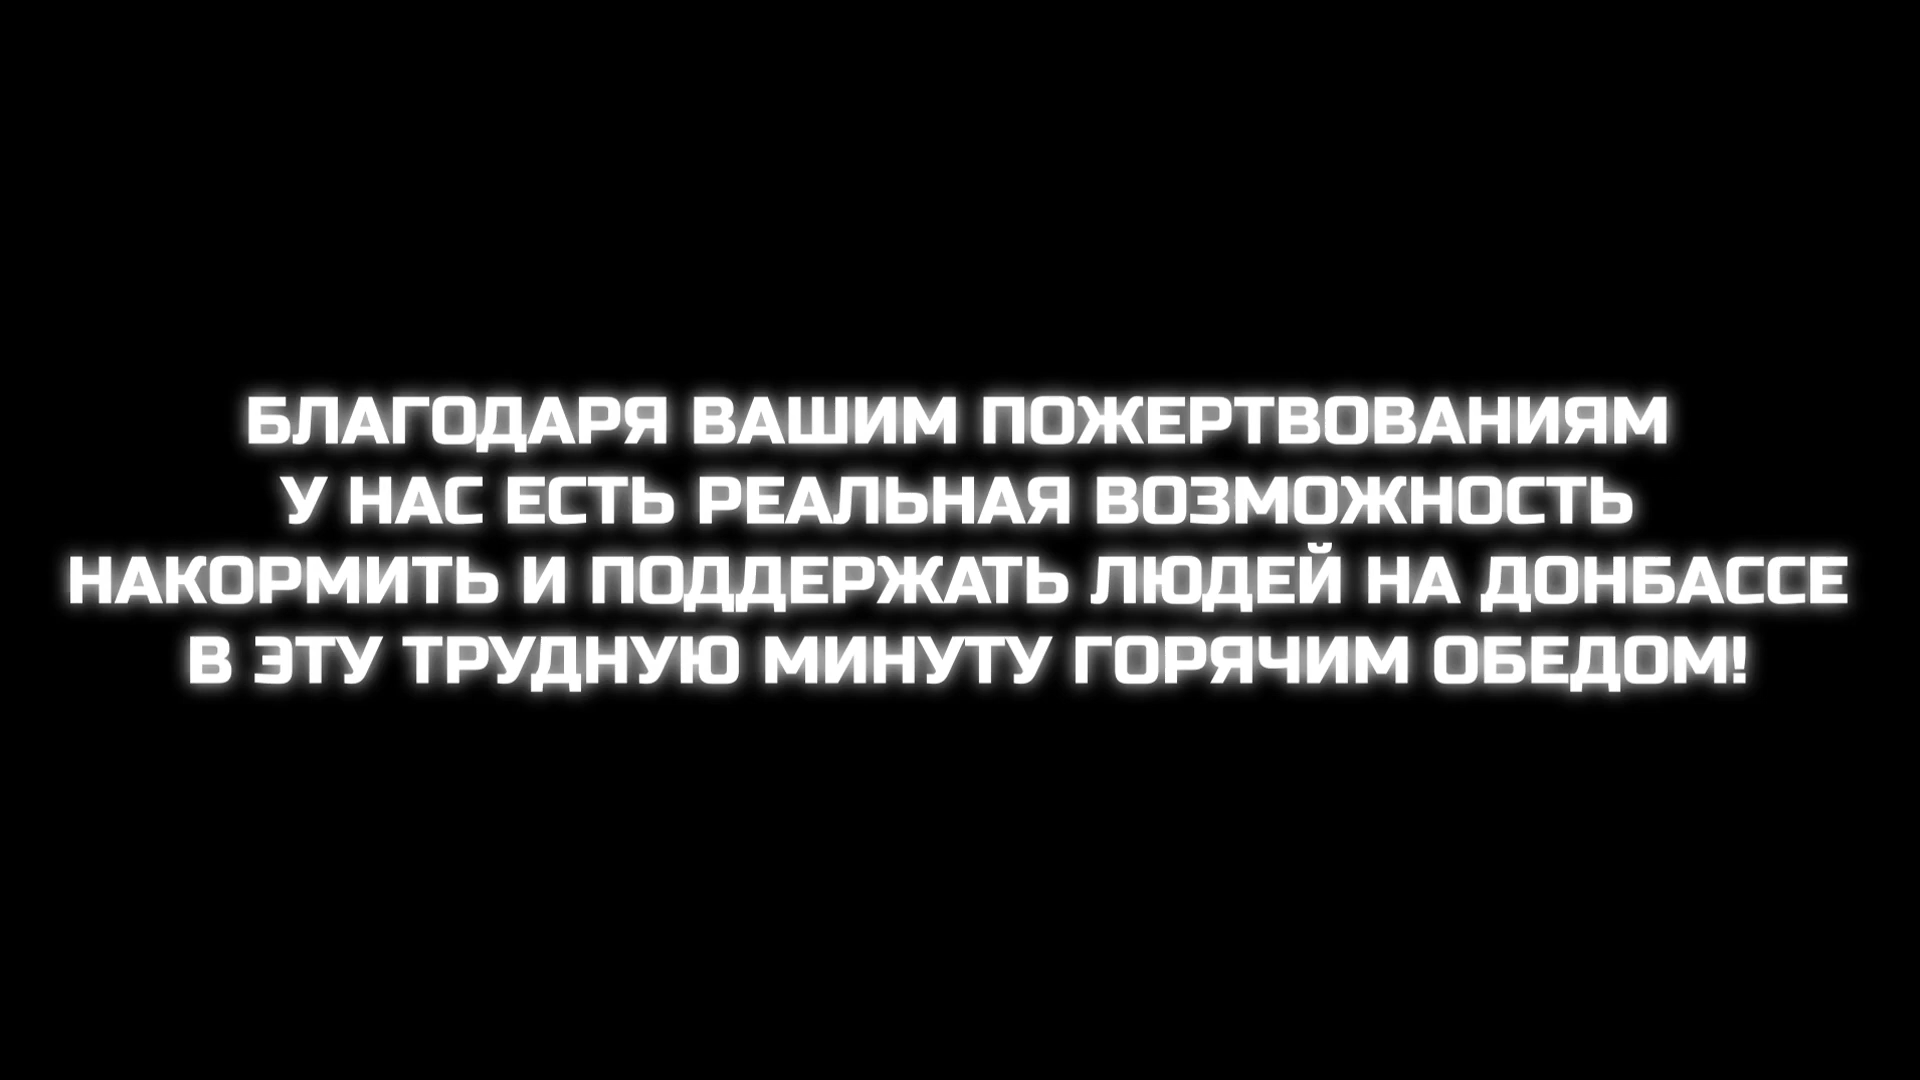 БЛАГОДАРЯ ВАШИМ ПОЖЕРТВОВАНИЯМ
У НАС ЕСТЬ РЕАЛЬНАЯ ВОЗМОЖНОСТЬ
НАКОРМИТЬ И ПОДДЕРЖАТЬ ЛЮДЕЙ НА ДОНБАССЕ
В ЭТУ ТРУДНУЮ МИНУТУ ГОРЯЧИМ ОБЕДОМ!